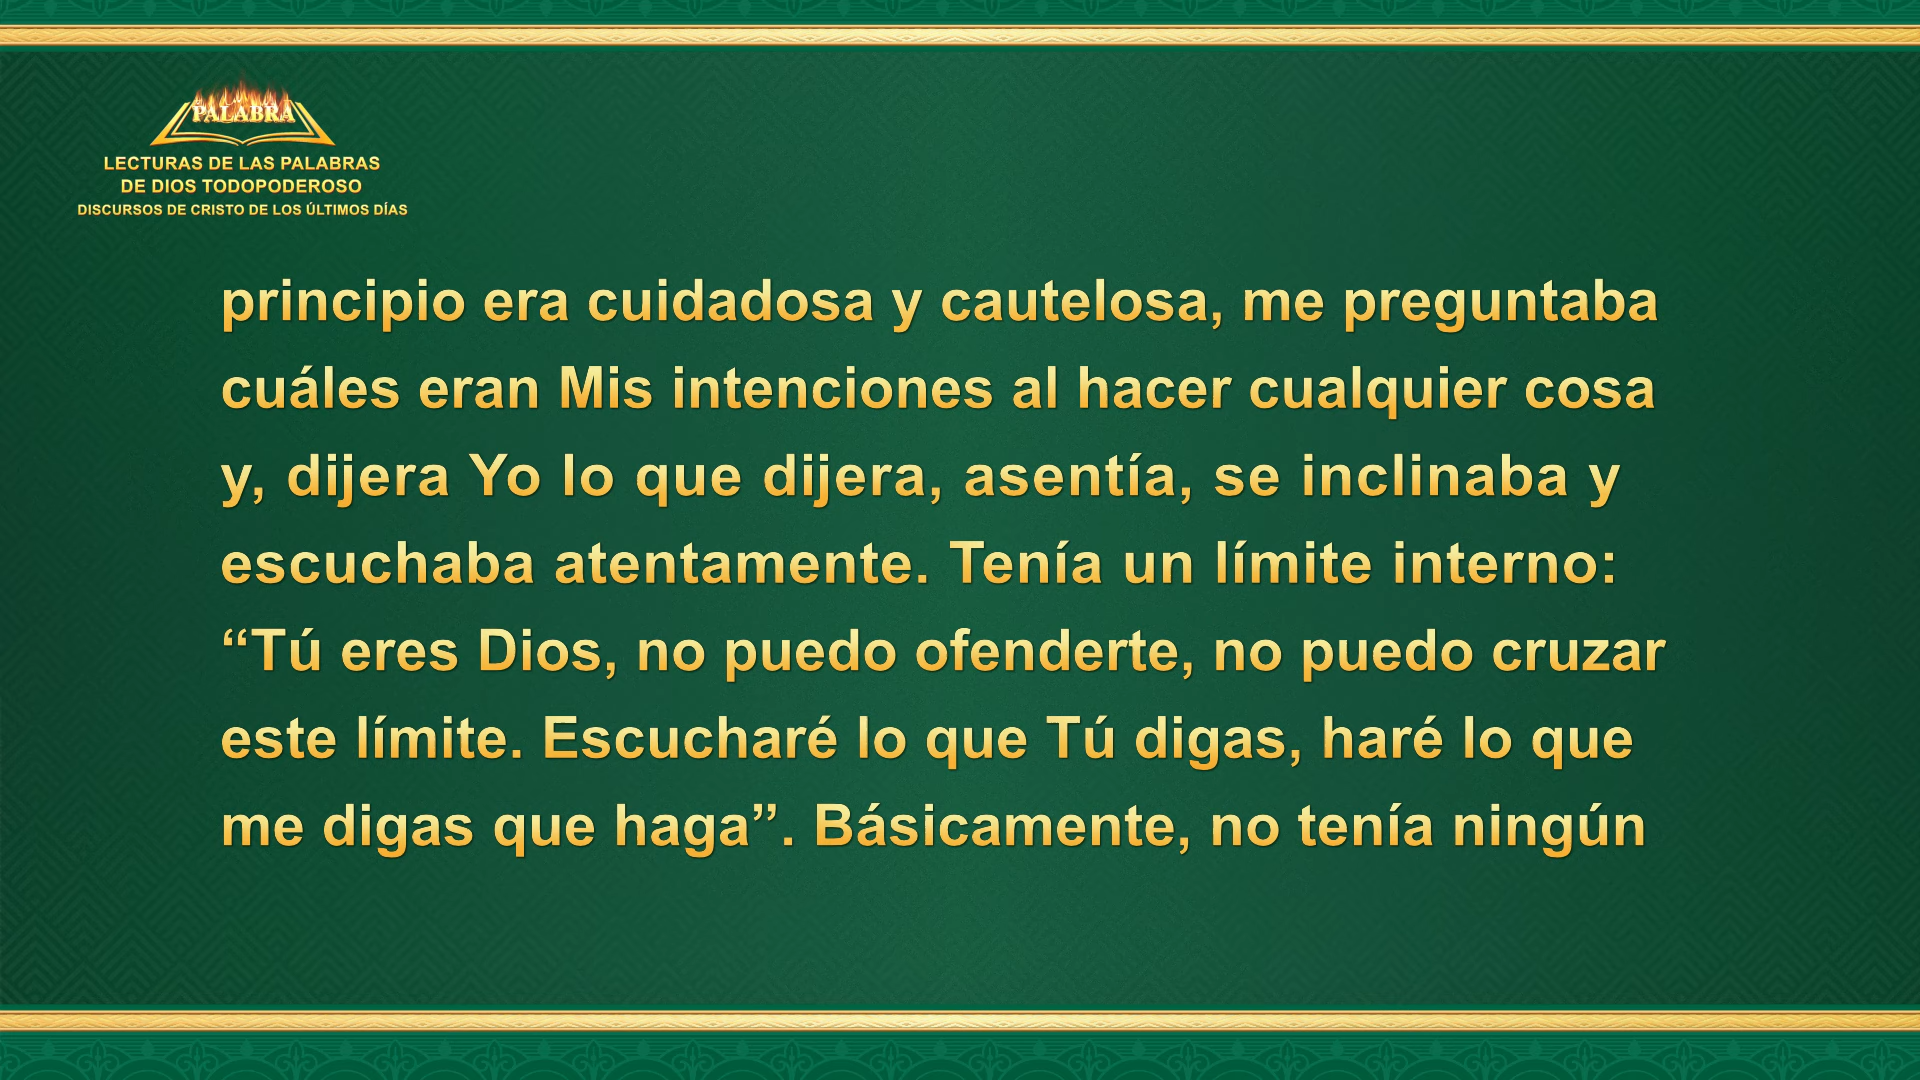 LA
PALABRA
LECTURAS DE LAS PALABRAS
DE DIOS TODOPODEROSO
DISCURSOS DE CRISTO DE LOS ÚLTIMOS DÍAS
principio era cuidadosa y cautelosa, me preguntaba
cuáles eran Mis intenciones al hacer cualquier cosa
y, dijera Yo lo que dijera, asentía, se inclinaba y
escuchaba atentamente. Tenía un límite interno:
“Tú eres Dios, no puedo ofenderte, no puedo cruzar
este límite. Escucharé lo que Tú digas, haré lo que
me digas que haga”. Básicamente, no tenía ningún